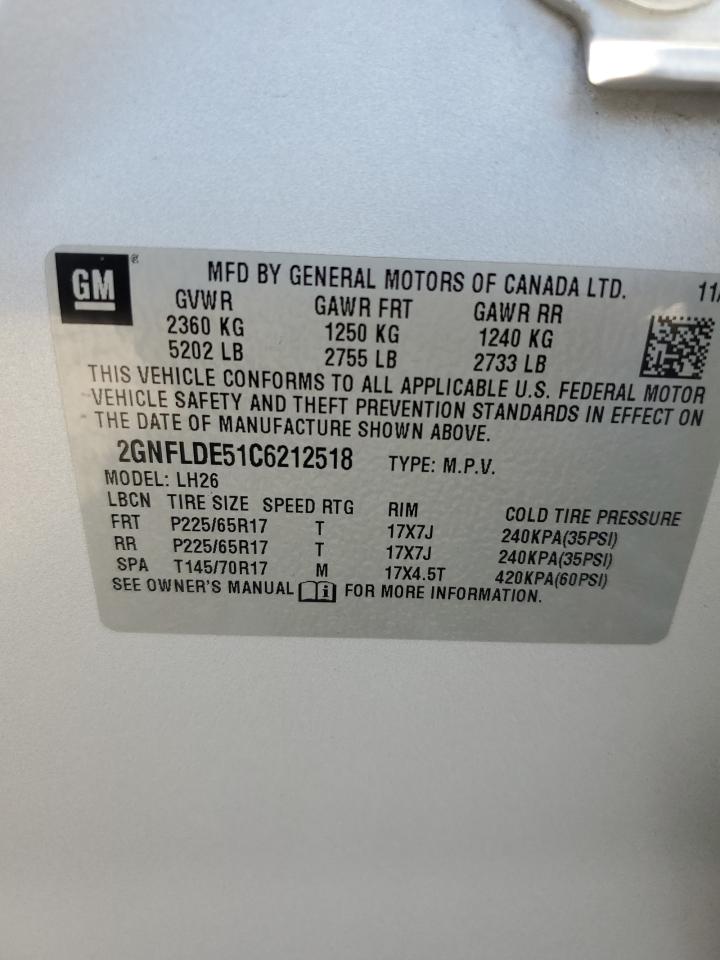 GM ®
MFD BY GENERAL MOTORS OF CANADA LTD. 11/
GVWR GAWR FRT GAWR RR
2360 KG 1250 KG 1240 KG
5202 LB 2755 LB 2733 LB
THIS VEHICLE CONFORMS TO ALL APPLICABLE U.S. FEDERAL MOTOR
VEHICLE SAFETY AND THEFT PREVENTION STANDARDS IN EFFECT ON
THE DATE OF MANUFACTURE SHOWN ABOVE.
2GNFLDE51C6212518 TYPE: M.P.V.
MODEL: LH26
LBCN TIRE SIZE SPEED RTG RIM COLD TIRE PRESSURE
FRT P225/65R17 T 17X7J 240KPA(35PSI)
RR P225/65R17 T 17X7J 240KPA(35PSI)
SPA T145/70R17 M 17X4.5T 420KPA(60PSI)
SEE OWNER'S MANUAL i FOR MORE INFORMATION.